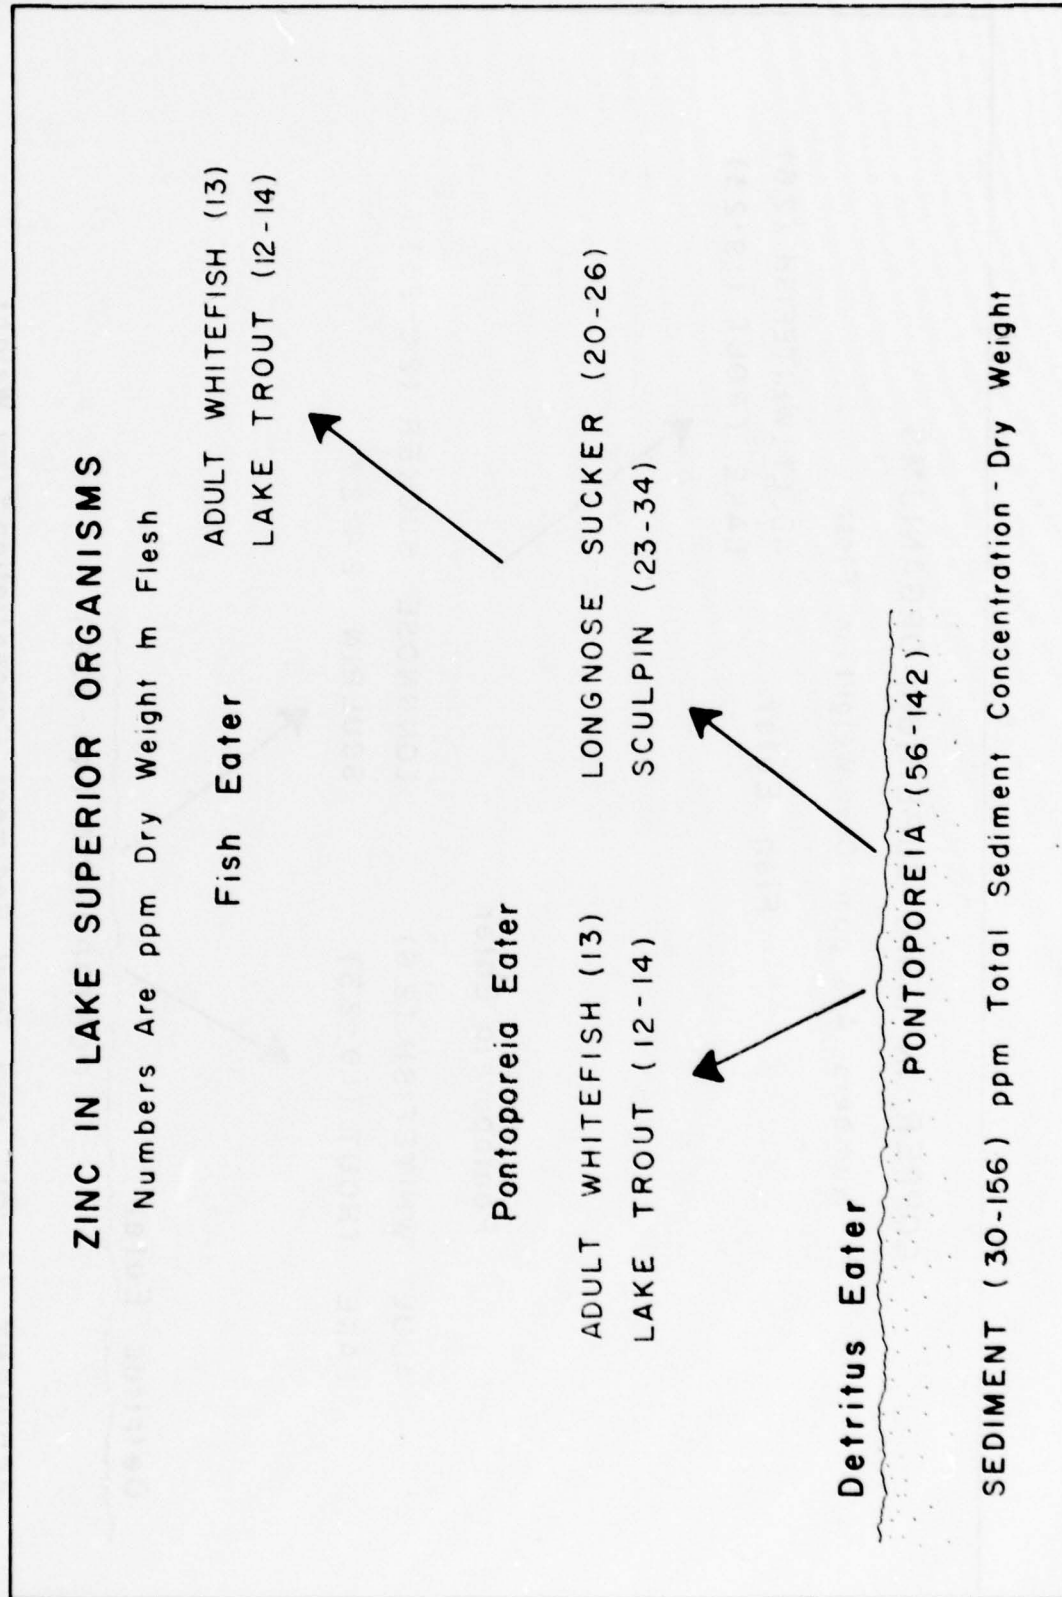 ZINC IN LAKE SUPERIOR ORGANISMS
Numbers Are ppm Dry Weight In Flesh
Fish Eater
ADULT WHITEFISH (13)
LAKE TROUT (12-14)
Pontoporeia Eater
ADULT WHITEFISH (13)
LAKE TROUT (12-14)
LONGNOSE SUCKER (20-26)
SCULPIN (23-34)
Detritus Eater
PONTOPOREIA (56-142)
SEDIMENT (30-156) ppm Total Sediment Concentration-Dry Weight